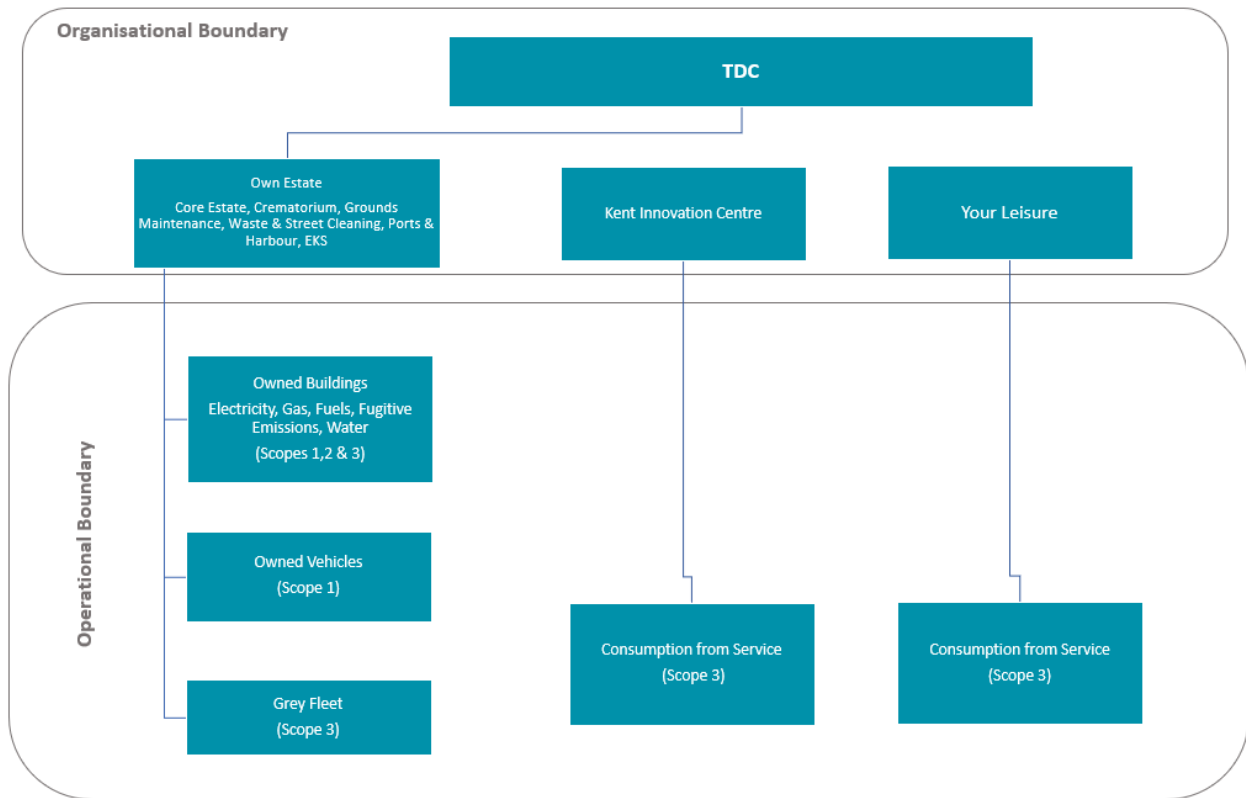 Organisational Boundary
TDC
Own Estate
Core Estate, Crematorium, Grounds
Maintenance, Waste & Street Cleaning, Ports &
Harbour, EKS
Kent Innovation Centre
Your Leisure
Operational Boundary
Owned Buildings
Electricity, Gas, Fuels, Fugitive
Emissions, Water
(Scopes 1,2 & 3)
Owned Vehicles
(Scope 1)
Grey Fleet
(Scope 3)
Consumption from Service
(Scope 3)
Consumption from Service
(Scope 3)